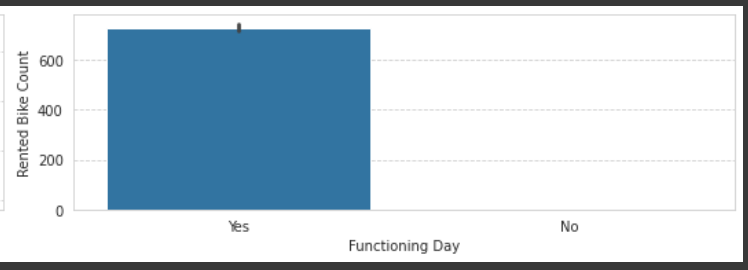 Rented Bike Count
600
400
200
0
Yes No
Functioning Day